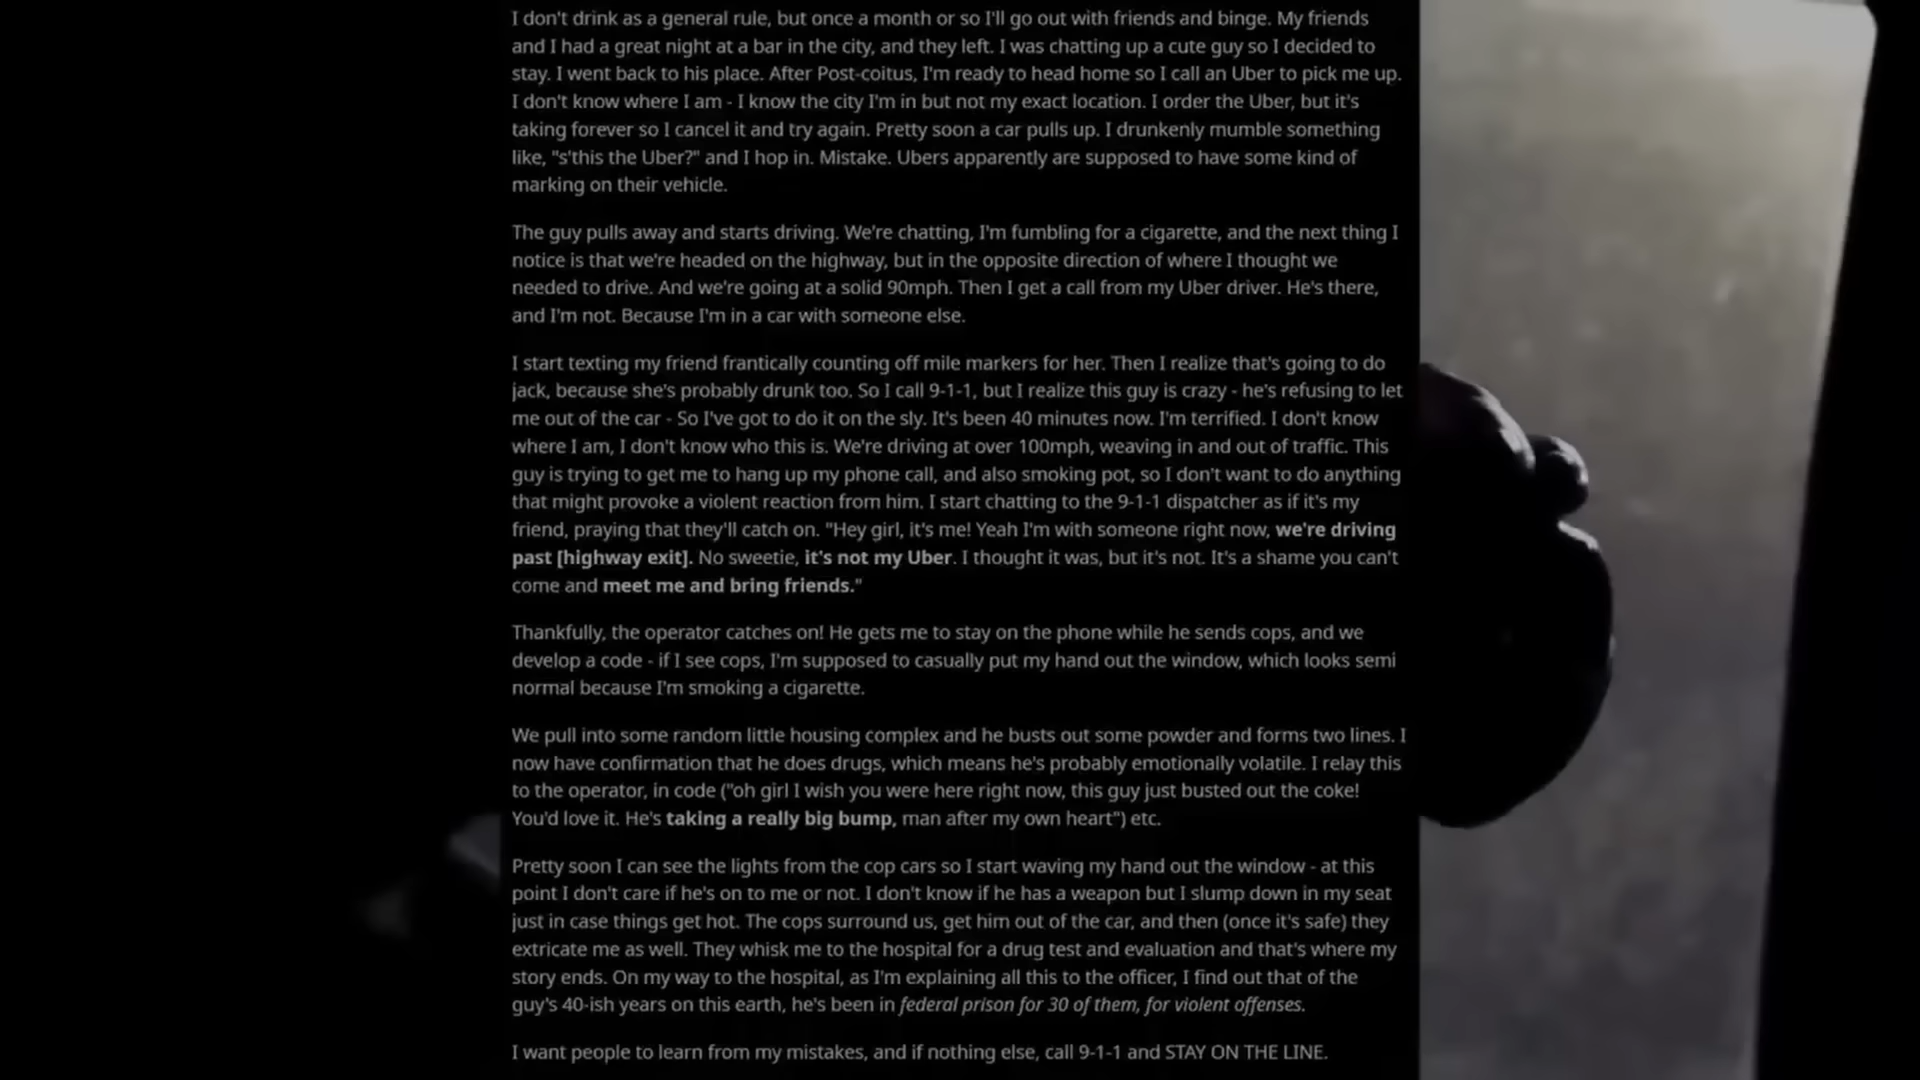 I don't drink as a general rule, but once a month or so I'll go out with friends and binge. My friends
and I had a great night at a bar in the city, and they left. I was chatting up a cute guy so I decided to
stay. I went back to his place. After Post-coitus, I'm ready to head home so I call an Uber to pick me up.
I don't know where I am - I know the city I'm in but not my exact location. I order the Uber, but it's
taking forever so I cancel it and try again. Pretty soon a car pulls up. I drunkenly mumble something
like, "s'this the Uber?" and I hop in. Mistake. Ubers apparently are supposed to have some kind of
marking on their vehicle.
The guy pulls away and starts driving. We're chatting, I'm fumbling for a cigarette, and the next thing I
notice is that we're headed on the highway, but in the opposite direction of where I thought we
needed to drive. And we're going at a solid 90mph. Then I get a call from my Uber driver. He's there,
and I'm not. Because I'm in a car with someone else.
I start texting my friend frantically counting off mile markers for her. Then I realize that's going to do
jack, because she's probably drunk too. So I call 9-1-1, but I realize this guy is crazy - he's refusing to let
me out of the car - So I've got to do it on the sly. It's been 40 minutes now. I'm terrified. I don't know
where I am, I don't know who this is. We're driving at over 100mph, weaving in and out of traffic. This
guy is trying to get me to hang up my phone call, and also smoking pot, so I don't want to do anything
that might provoke a violent reaction from him. I start chatting to the 9-1-1 dispatcher as if it's my
friend, praying that they'll catch on. "Hey girl, it's me! Yeah I'm with someone right now, we're driving
past [highway exit]. No sweetie, it's not my Uber. I thought it was, but it's not. It's a shame you can't
come and meet me and bring friends."
Thankfully, the operator catches on! He gets me to stay on the phone while he sends cops, and we
develop a code - if I see cops, I'm supposed to casually put my hand out the window, which looks semi
normal because I'm smoking a cigarette.
We pull into some random little housing complex and he busts out some powder and forms two lines. I
now have confirmation that he does drugs, which means he's probably emotionally volatile. I relay this
to the operator, in code ("oh girl I wish you were here right now, this guy just busted out the coke!
You'd love it. He's taking a really big bump, man after my own heart") etc.
Pretty soon I can see the lights from the cop cars so I start waving my hand out the window - at this
point I don't care if he's on to me or not. I don't know if he has a weapon but I slump down in my seat
just in case things get hot. The cops surround us, get him out of the car, and then (once it's safe) they
extricate me as well. They whisk me to the hospital for a drug test and evaluation and that's where my
story ends. On my way to the hospital, as I'm explaining all this to the officer, I find out that of the
guy's 40-ish years on this earth, he's been in federal prison for 30 of them, for violent offenses.
I want people to learn from my mistakes, and if nothing else, call 9-1-1 and STAY ON THE LINE.